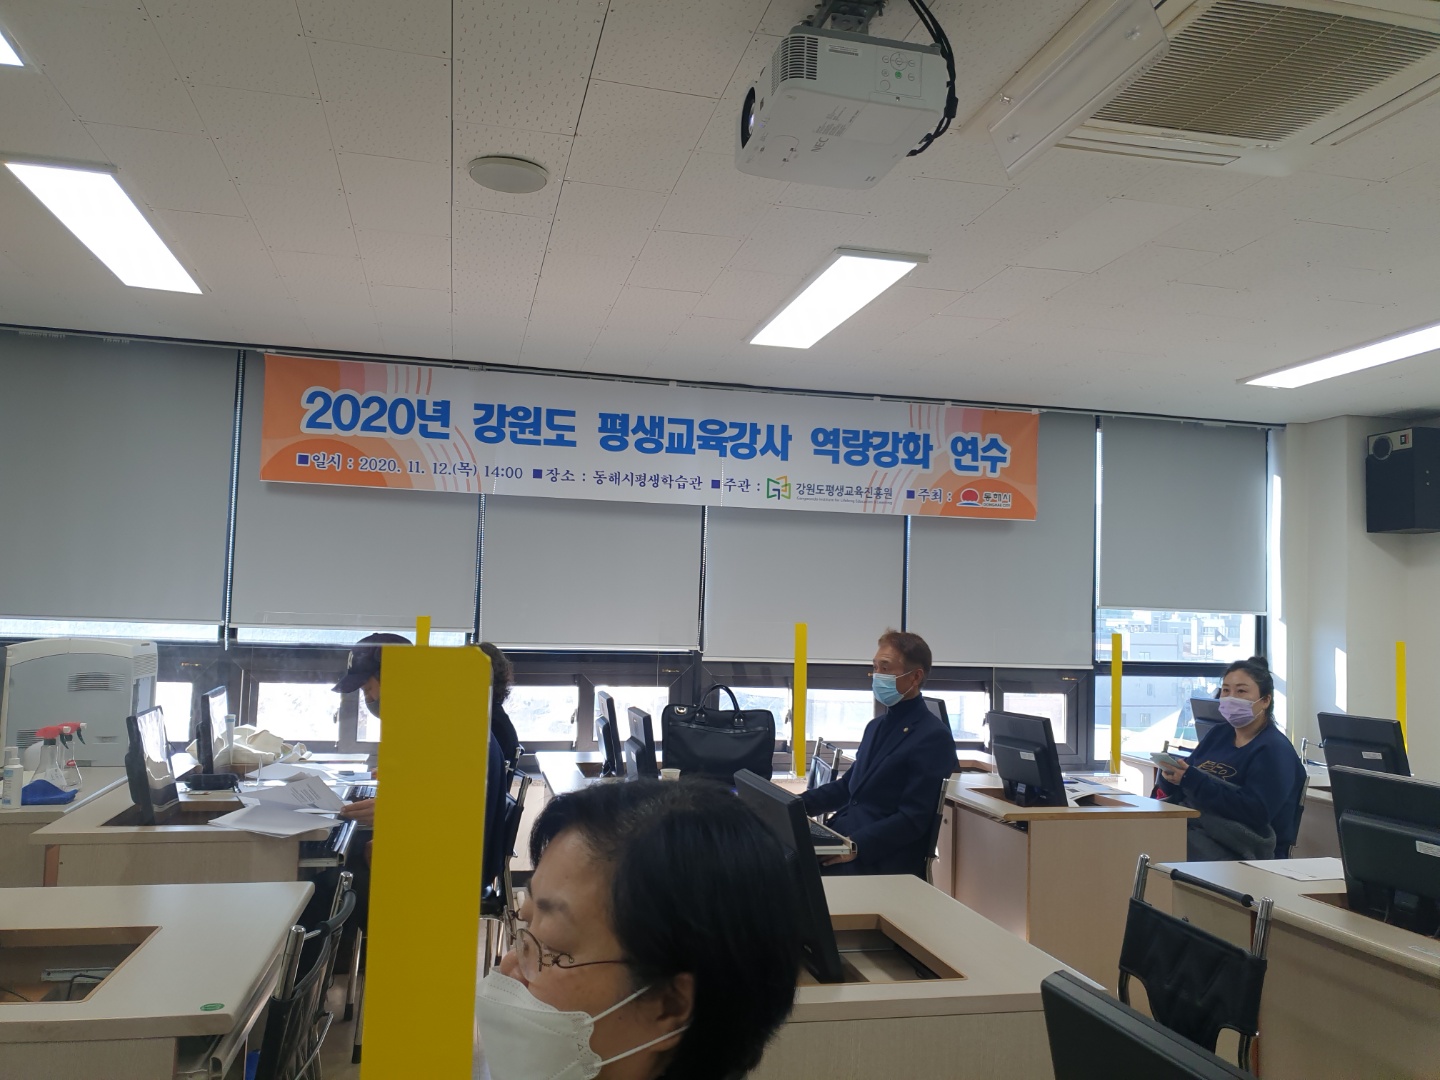 2020년 강원도 평생교육강사 역량강화 연수
■일시 : 2020. 11. 12.(목) 14:00 ■장소 : 동해시평생학습관 ■주관 : 강원도평생교육진흥원 ■주최 : 동해시
NEC